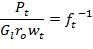 P_t / G_l r_o w_t = f_t^{-1}